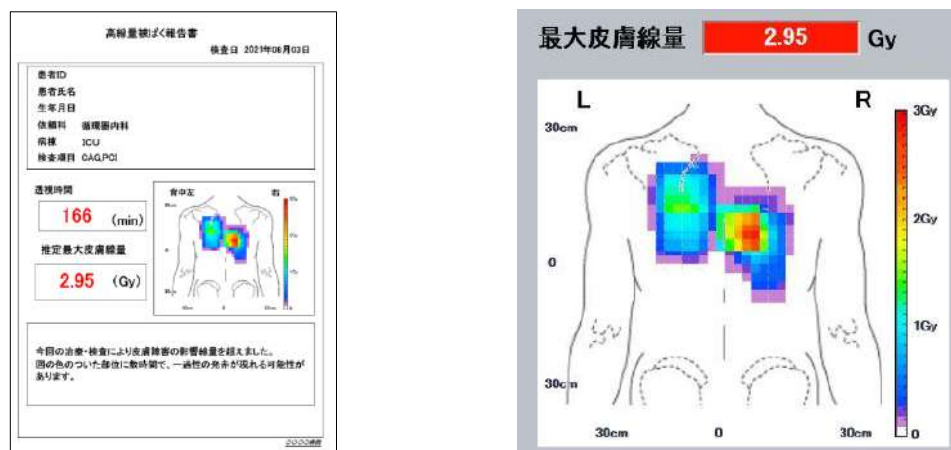 高線量被ばく報告書
検査日 2021年06月03日
患者ID
患者氏名
生年月日
依頼科 循環器内科
病棟 ICU
検査項目 CAG,PCI
透視時間
166 (min)
推定最大皮膚線量
2.95 (Gy)
背中左 右
今回の治療・検査により皮膚障害の影響線量を超えました。
図の色のついた部位に数時間で、一過性の発赤が現れる可能性が
あります。
最大皮膚線量 2.95 Gy
L R
30cm
0
30cm
30cm 0 30cm
3Gy
2Gy
1Gy
0